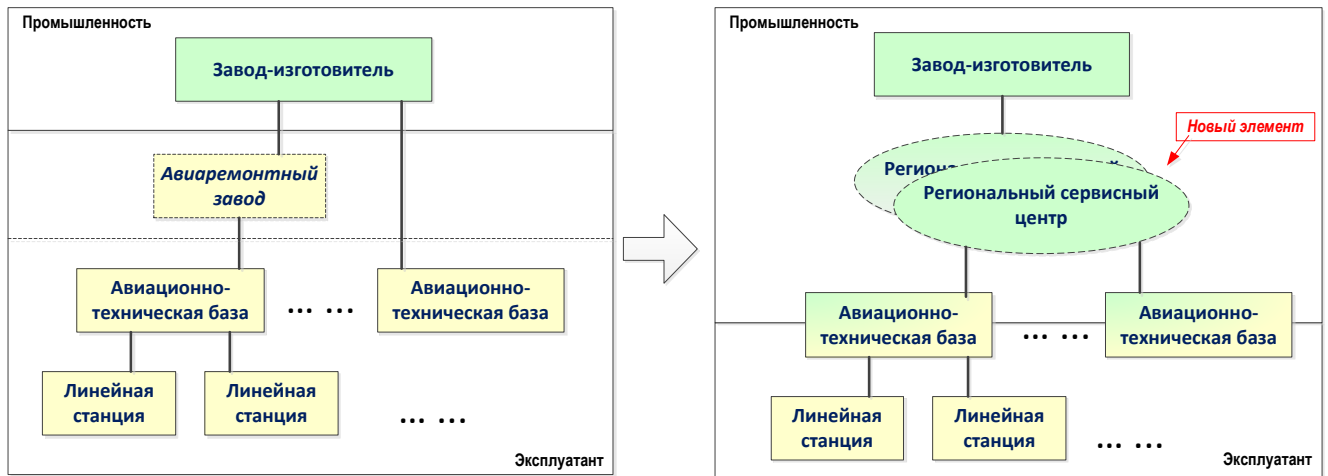 Промышленность
Завод-изготовитель
Авиаремонтный
завод
Авиационно-
техническая база
... ...
Авиационно-
техническая база
Линейная
станция
Линейная
станция
... ...
Эксплуатант
Промышленность
Завод-изготовитель
Новый элемент
Региональный сервисный
центр
Авиационно-
техническая база
... ...
Авиационно-
техническая база
Линейная
станция
Линейная
станция
... ...
Эксплуатант